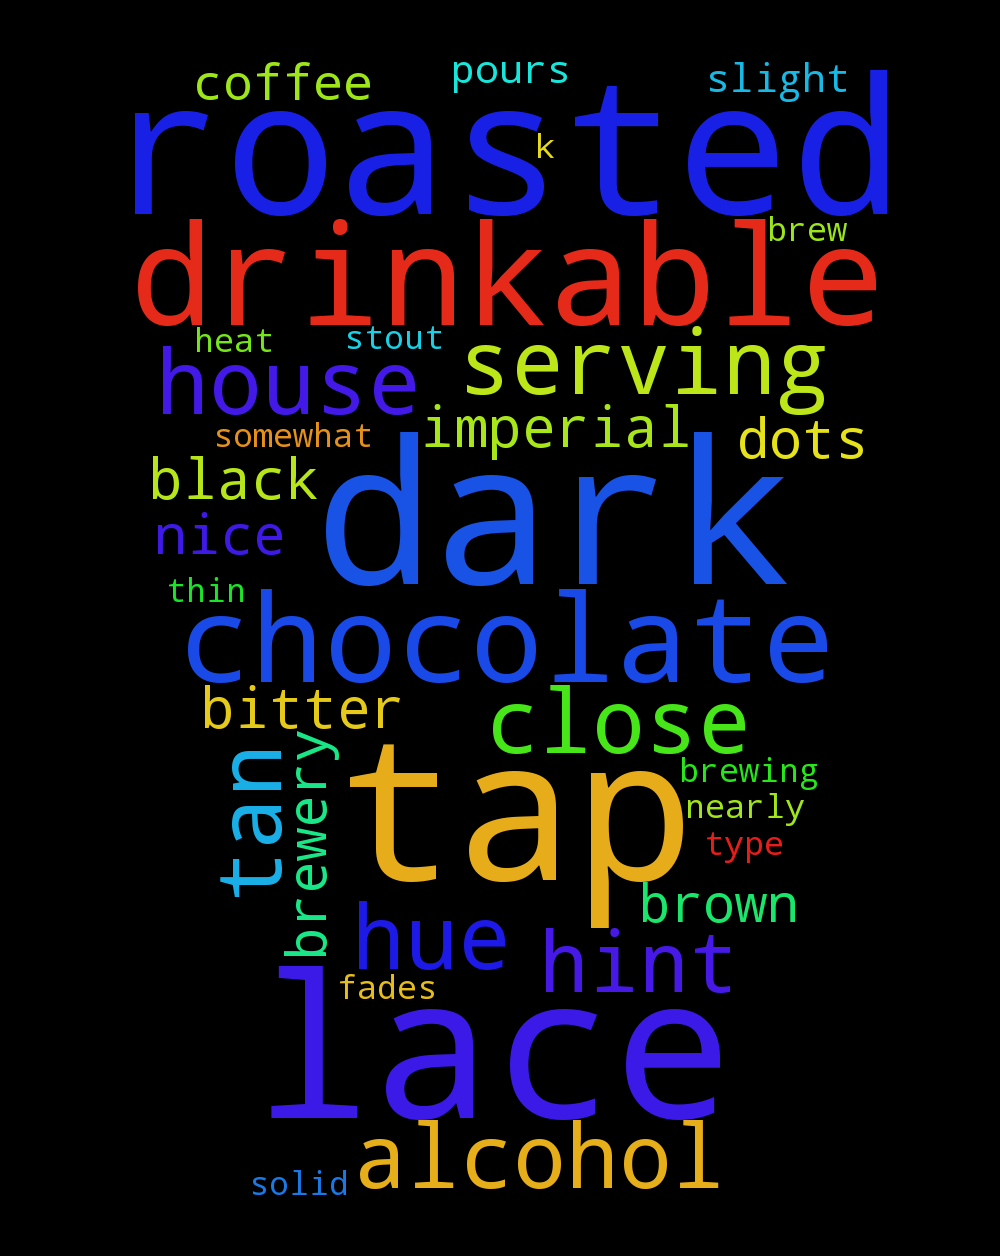 coffee pours slight
roasted
k
drinkable
brew
heat stout
house serving
somewhat imperial dots
black
dark
nice
thin
chocolate
bitter close
tan
brewery
tap
brewing
nearly
type
brown
hue hint
fades
lace
alcohol
solid